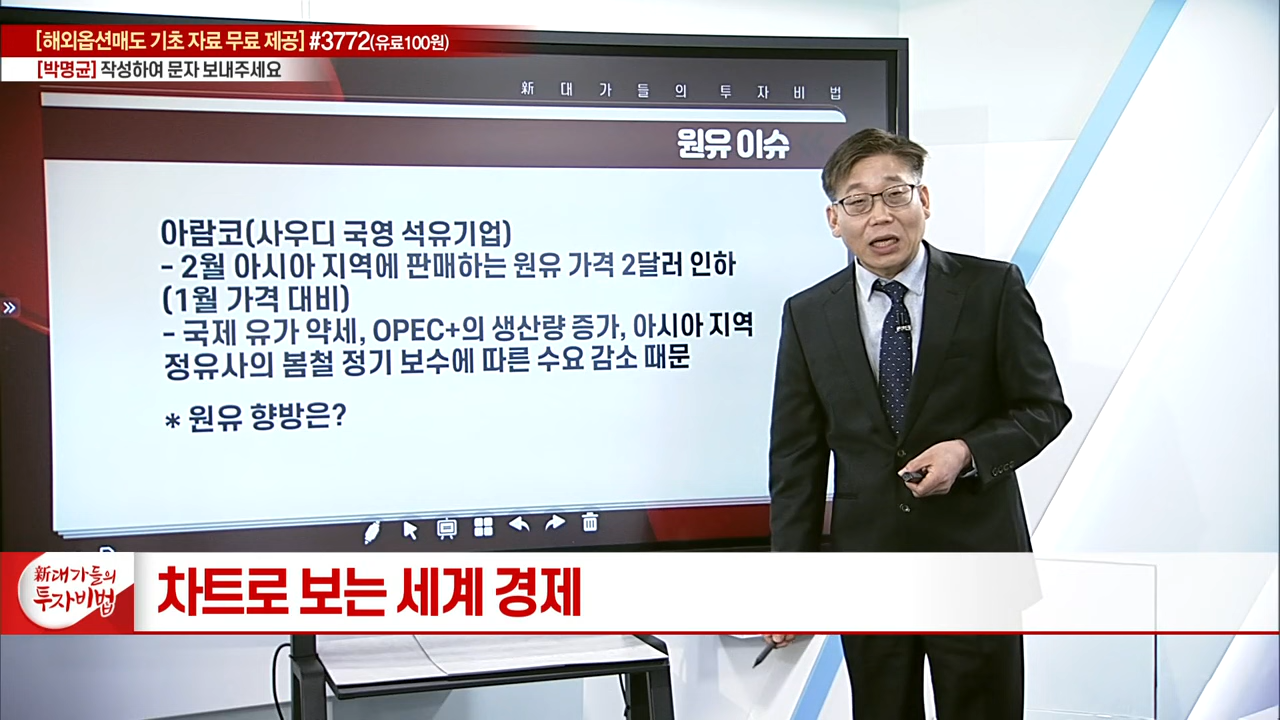 [해외옵션매도 기초 자료 무료 제공] #3772(유료100원)
[박명균] 작성하여 문자 보내주세요
新 대 가 들 의 투 자 비 법
원유 이슈
아람코(사우디 국영 석유기업)
- 2월 아시아 지역에 판매하는 원유 가격 2달러 인하
(1월 가격 대비)
- 국제 유가 약세, OPEC+의 생산량 증가, 아시아 지역
정유사의 봄철 정기 보수에 따른 수요 감소 때문
* 원유 향방은?
新대가들의
투자비법
차트로 보는 세계 경제